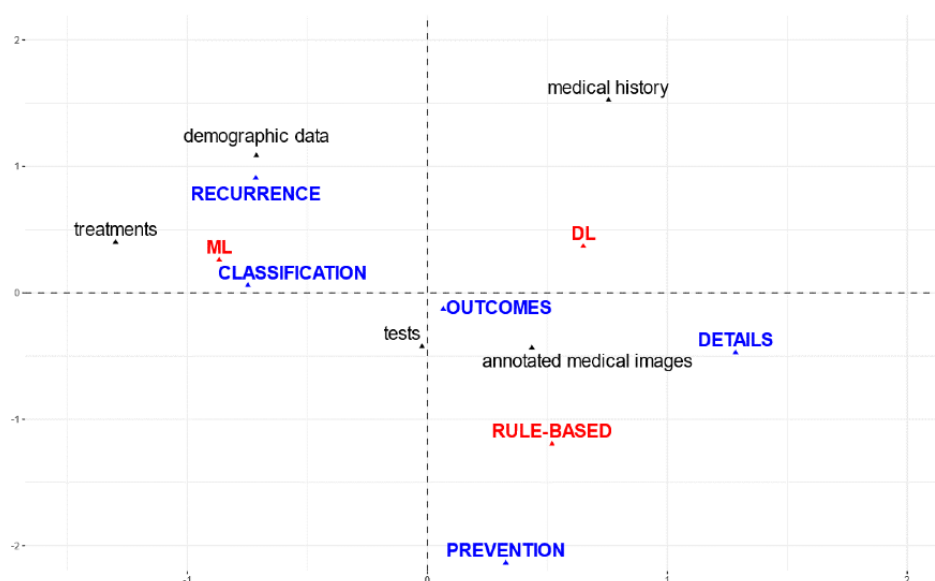 2
medical history
demographic data
1
RECURRENCE
treatments
ML
DL
CLASSIFICATION
0
OUTCOMES
tests
DETAILS
annotated medical images
-1
RULE-BASED
-2
PREVENTION
-1 0 1 2